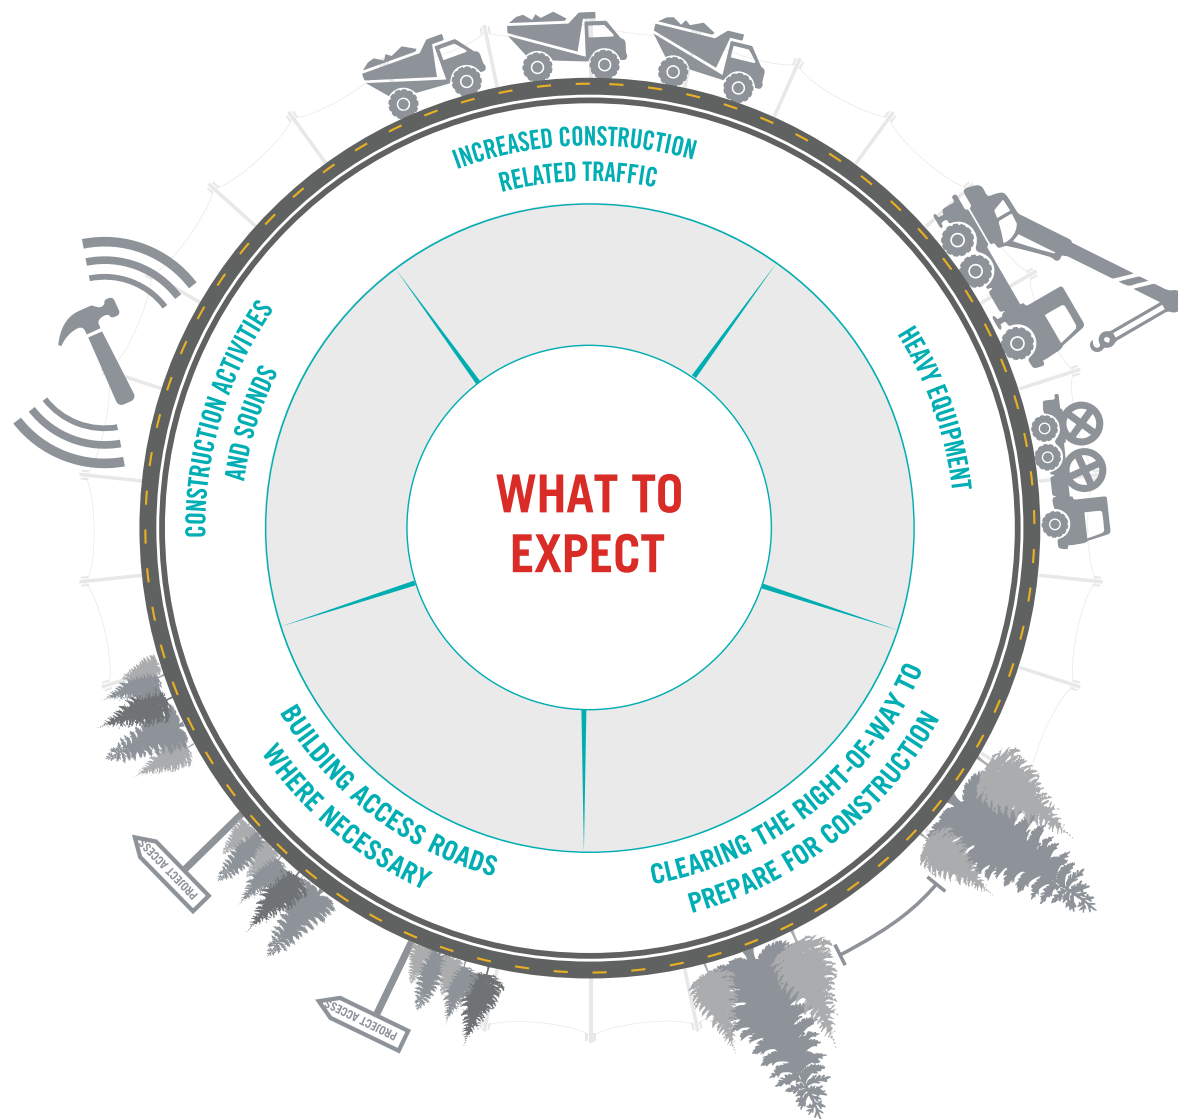 INCREASED CONSTRUCTION
RELATED TRAFFIC
HEAVY EQUIPMENT
CLEARING THE RIGHT-OF-WAY TO
PREPARE FOR CONSTRUCTION
BUILDING ACCESS ROADS
WHERE NECESSARY
CONSTRUCTION ACTIVITIES
AND SOUNDS
WHAT TO
EXPECT
PROJECT ACCESS
PROJECT ACCESS